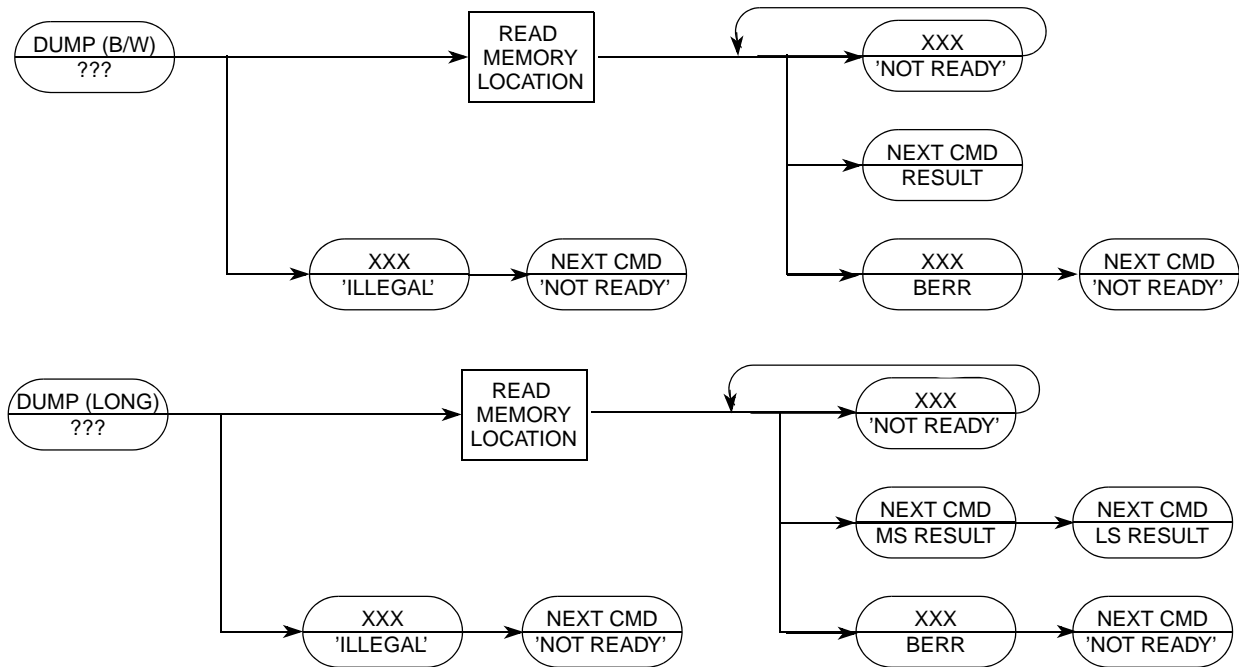 DUMP (B/W)
???
READ
MEMORY
LOCATION
XXX
'NOT READY'
NEXT CMD
RESULT
XXX
'ILLEGAL'
NEXT CMD
'NOT READY'
XXX
BERR
NEXT CMD
'NOT READY'
DUMP (LONG)
???
READ
MEMORY
LOCATION
XXX
'NOT READY'
NEXT CMD
MS RESULT
NEXT CMD
LS RESULT
XXX
'ILLEGAL'
NEXT CMD
'NOT READY'
XXX
BERR
NEXT CMD
'NOT READY'